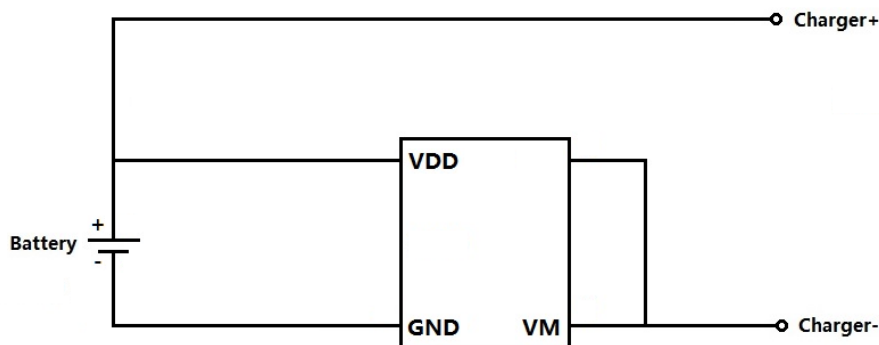 Charger+
VDD
+
Battery
-
GND VM
Charger-